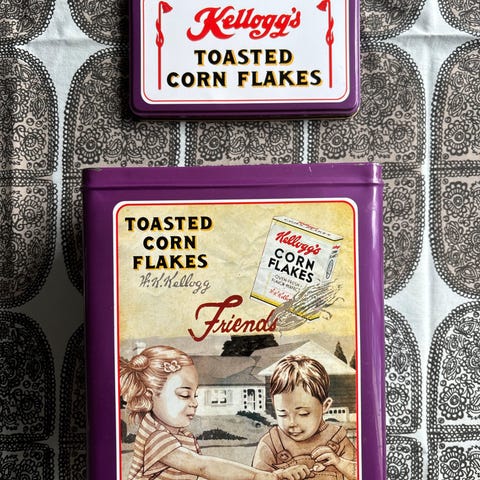 Kellogg's
TOASTED
CORN FLAKES
TOASTED
CORN
FLAKES
W.K.Kellogg
Kellogg's
CORN
FLAKES
Friends